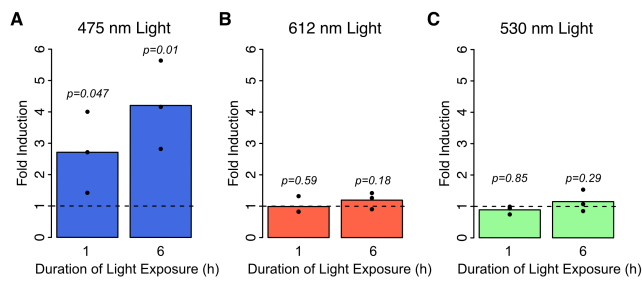 A 475 nm Light
6
5
4
3
2
1
0
Fold Induction
p=0.047
p=0.01
1 6
Duration of Light Exposure (h)
B 612 nm Light
6
5
4
3
2
1
0
Fold Induction
p=0.59
p=0.18
1 6
Duration of Light Exposure (h)
C 530 nm Light
6
5
4
3
2
1
0
Fold Induction
p=0.85
p=0.29
1 6
Duration of Light Exposure (h)